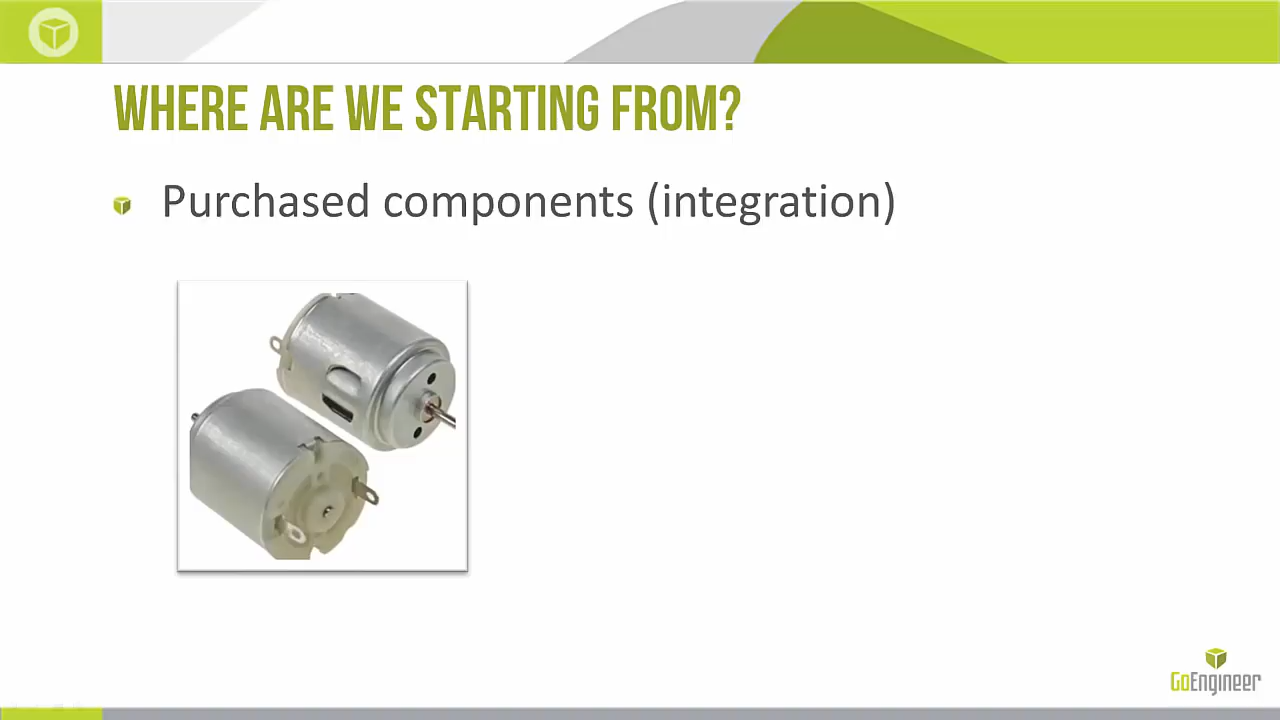 WHERE ARE WE STARTING FROM?
Purchased components (integration)
GoEngineer